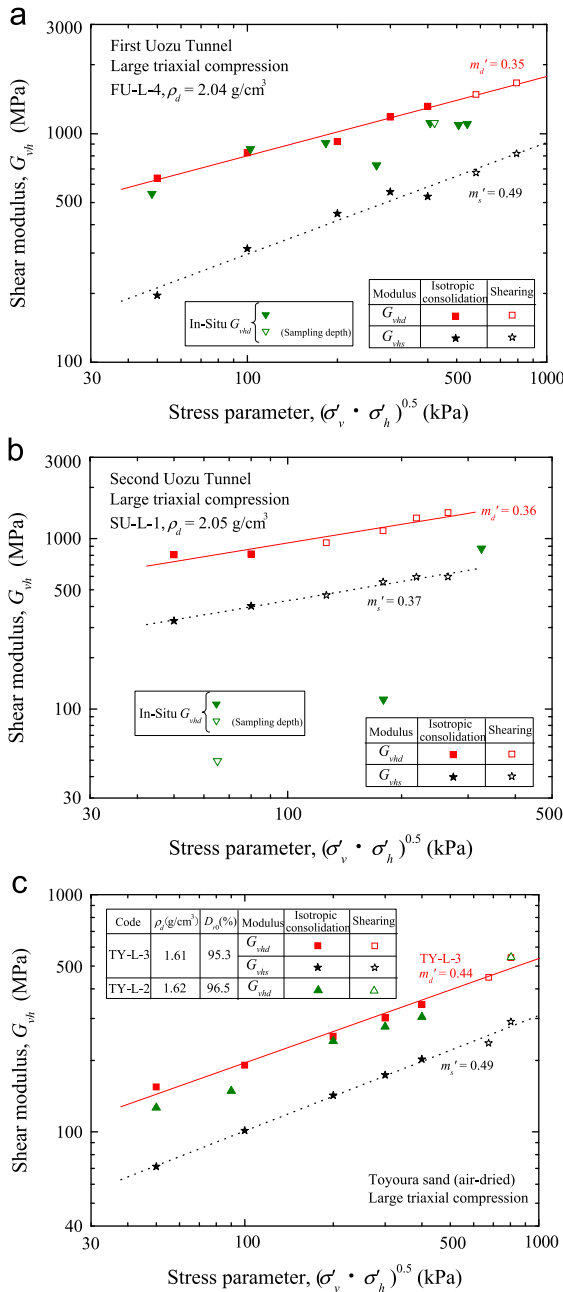 a
3000
First Uozu Tunnel
Large triaxial compression
FU-L-4, ρd = 2.04 g/cm3
md' = 0.35
1000
500
ms' = 0.49
Shear modulus, Gvh (MPa)
In-Situ Gvhd
(Sampling depth)
Modulus Isotropic consolidation Shearing
Gvhd
Gvhs
100
30 100 500 1000
Stress parameter, (σ'v · σ'h)0.5 (kPa)
b
3000
Second Uozu Tunnel
Large triaxial compression
SU-L-1, ρd = 2.05 g/cm3
1000
md' = 0.36
500
ms' = 0.37
Shear modulus, Gvh (MPa)
100
In-Situ Gvhd
(Sampling depth)
Modulus Isotropic consolidation Shearing
Gvhd
Gvhs
30
30 100 500
Stress parameter, (σ'v · σ'h)0.5 (kPa)
c
1000
Code ρd(g/cm3) Dr0(%) Modulus Isotropic consolidation Shearing
TY-L-3 1.61 95.3 Gvhd
Gvhs
TY-L-2 1.62 96.5 Gvhd
500
TY-L-3
md' = 0.44
ms' = 0.49
Shear modulus, Gvh (MPa)
100
Toyoura sand (air-dried)
Large triaxial compression
40
30 100 500 1000
Stress parameter, (σ'v · σ'h)0.5 (kPa)